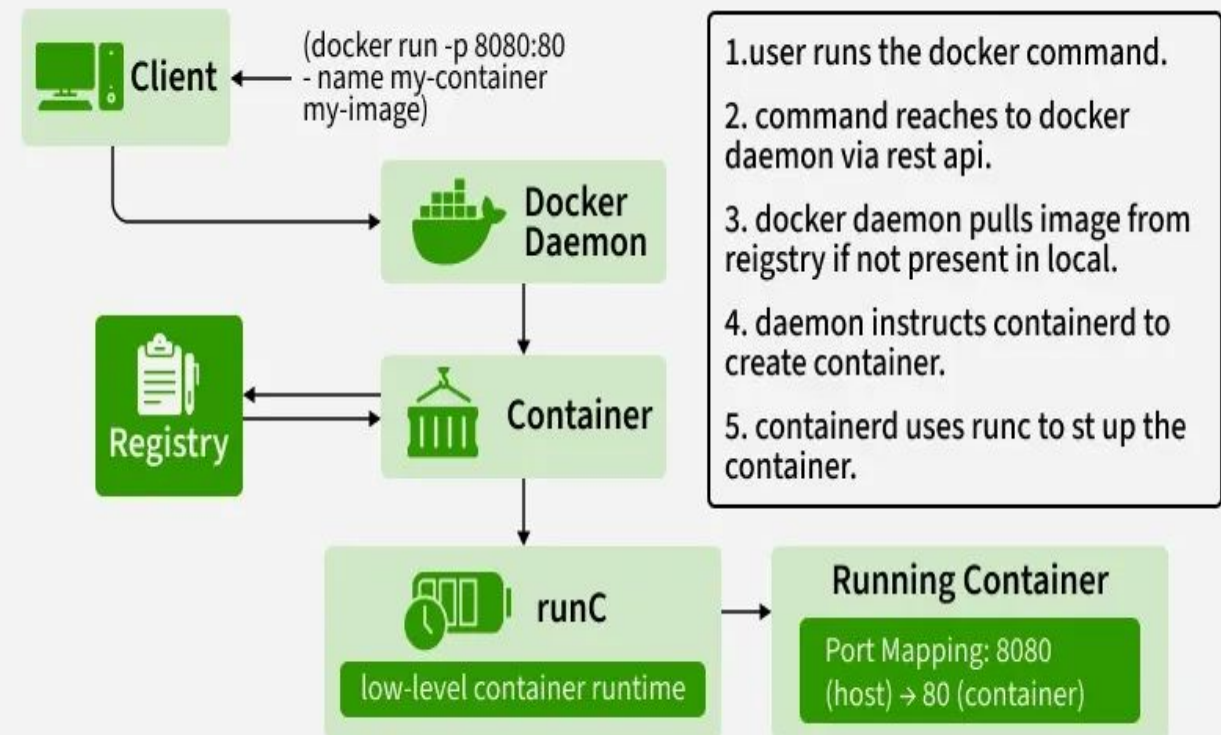 Client
(docker run -p 8080:80
- name my-container
my-image)
Docker
Daemon
Registry
Container
runC
low-level container runtime
Running Container
Port Mapping: 8080
(host) → 80 (container)
1.user runs the docker command.
2. command reaches to docker
daemon via rest api.
3. docker daemon pulls image from
reigstry if not present in local.
4. daemon instructs containerd to
create container.
5. containerd uses runc to st up the
container.